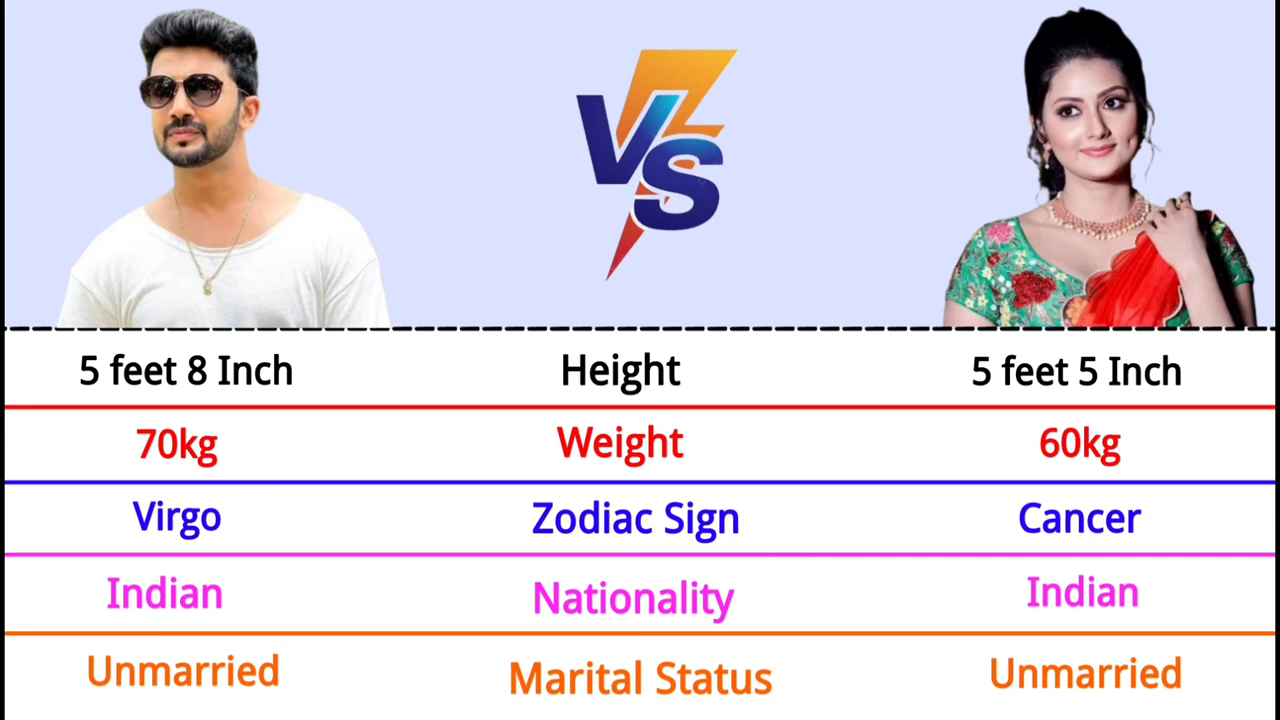 VS
5 feet 8 Inch Height 5 feet 5 Inch
70kg Weight 60kg
Virgo Zodiac Sign Cancer
Indian Nationality Indian
Unmarried Marital Status Unmarried